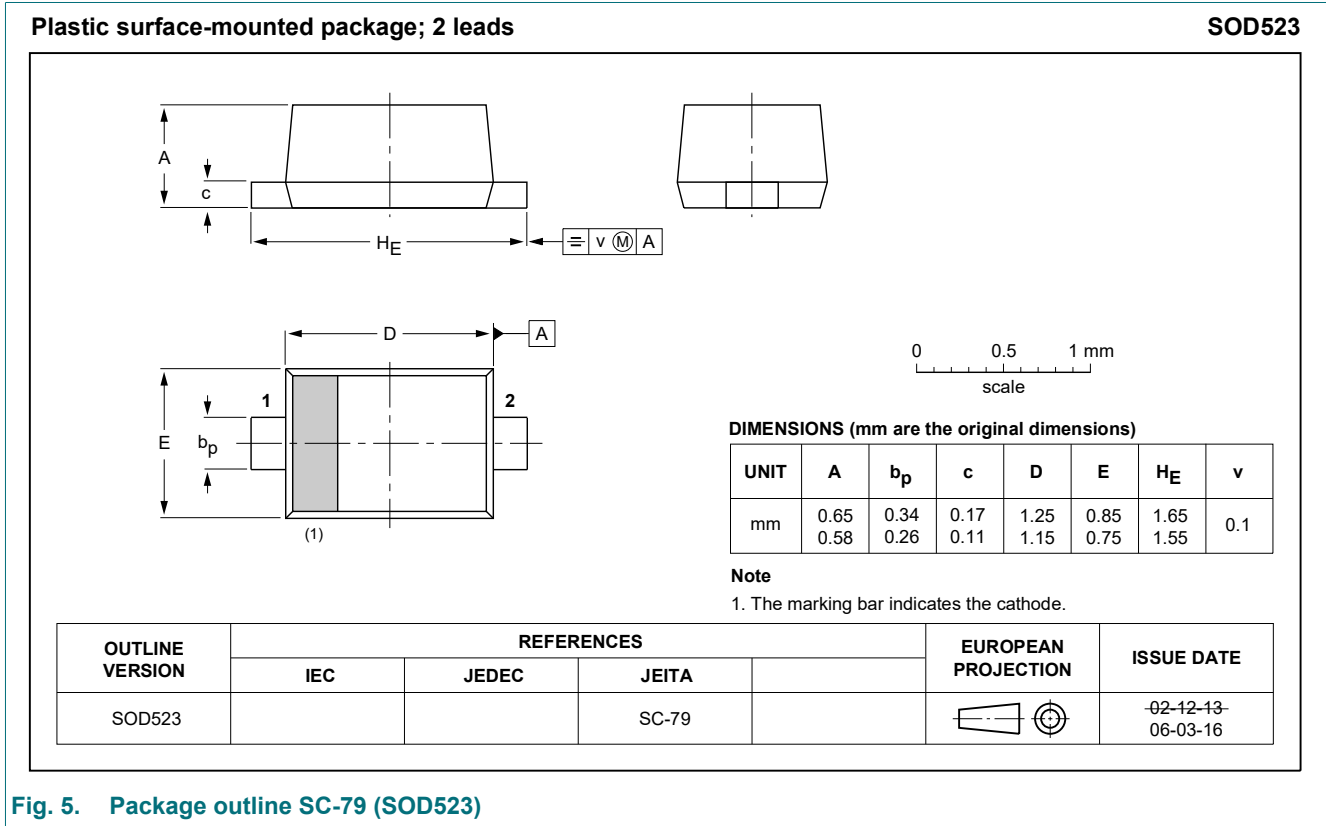 Plastic surface-mounted package; 2 leads SOD523
A
c
HE
v M A
D
A
E
bp
1
2
(1)
0 0.5 1 mm
scale
DIMENSIONS (mm are the original dimensions)
UNIT A bp c D E HE v
mm 0.65 0.34 0.17 1.25 0.85 1.65 0.1
0.58 0.26 0.11 1.15 0.75 1.55
Note
1. The marking bar indicates the cathode.
OUTLINE VERSION REFERENCES EUROPEAN PROJECTION ISSUE DATE
IEC JEDEC JEITA
SOD523 SC-79 02-12-13
06-03-16
Fig. 5. Package outline SC-79 (SOD523)